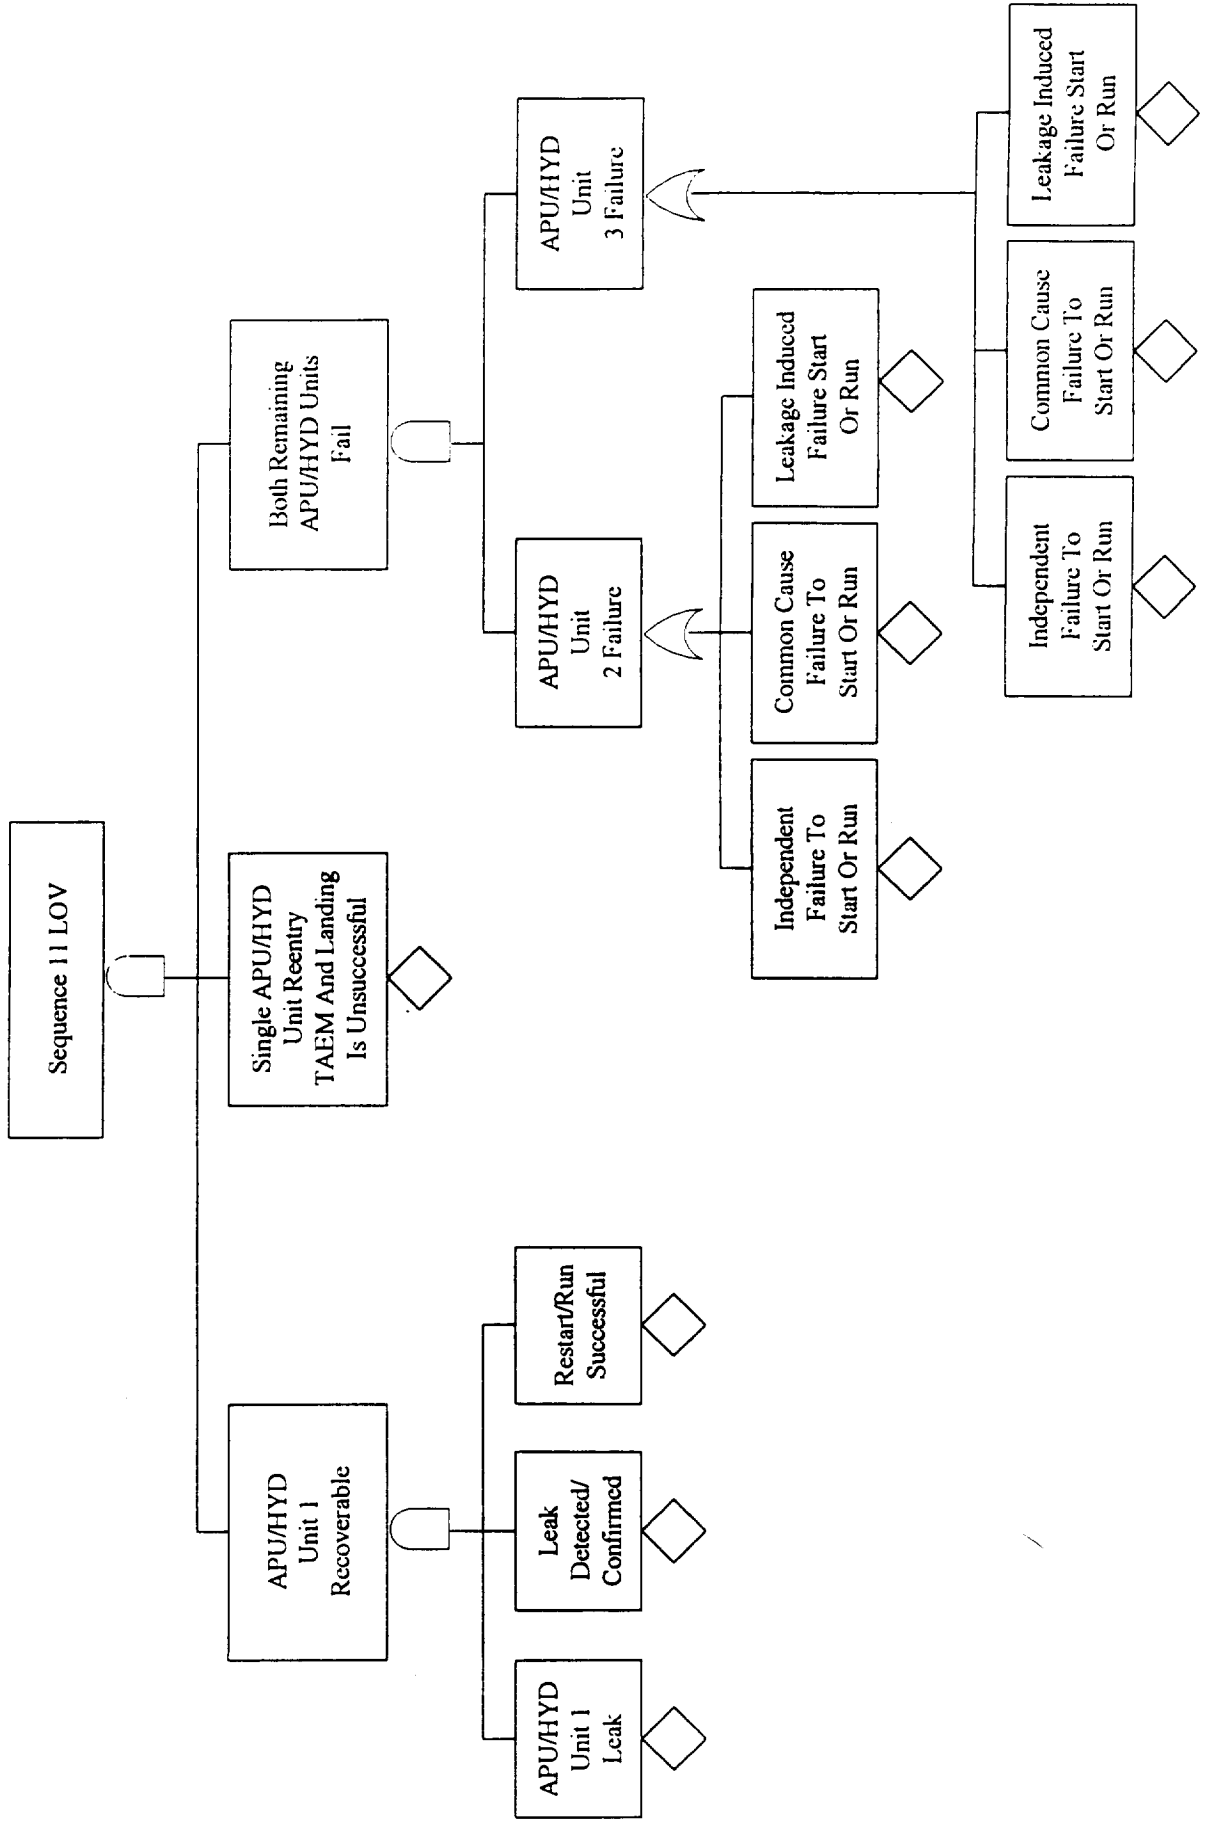 Sequence 11 LOV
APU/HYD
Unit 1
Recoverable
Single APU/HYD
Unit Reentry
TAEM And Landing
Is Unsuccessful
Both Remaining
APU/HYD Units
Fail
APU/HYD
Unit 1
Leak
Leak
Detected/
Confirmed
Restart/Run
Successful
APU/HYD
Unit
2 Failure
APU/HYD
Unit
3 Failure
Independent
Failure To
Start Or Run
Common Cause
Failure To
Start Or Run
Leakage Induced
Failure Start
Or Run
Independent
Failure To
Start Or Run
Common Cause
Failure To
Start Or Run
Leakage Induced
Failure Start
Or Run